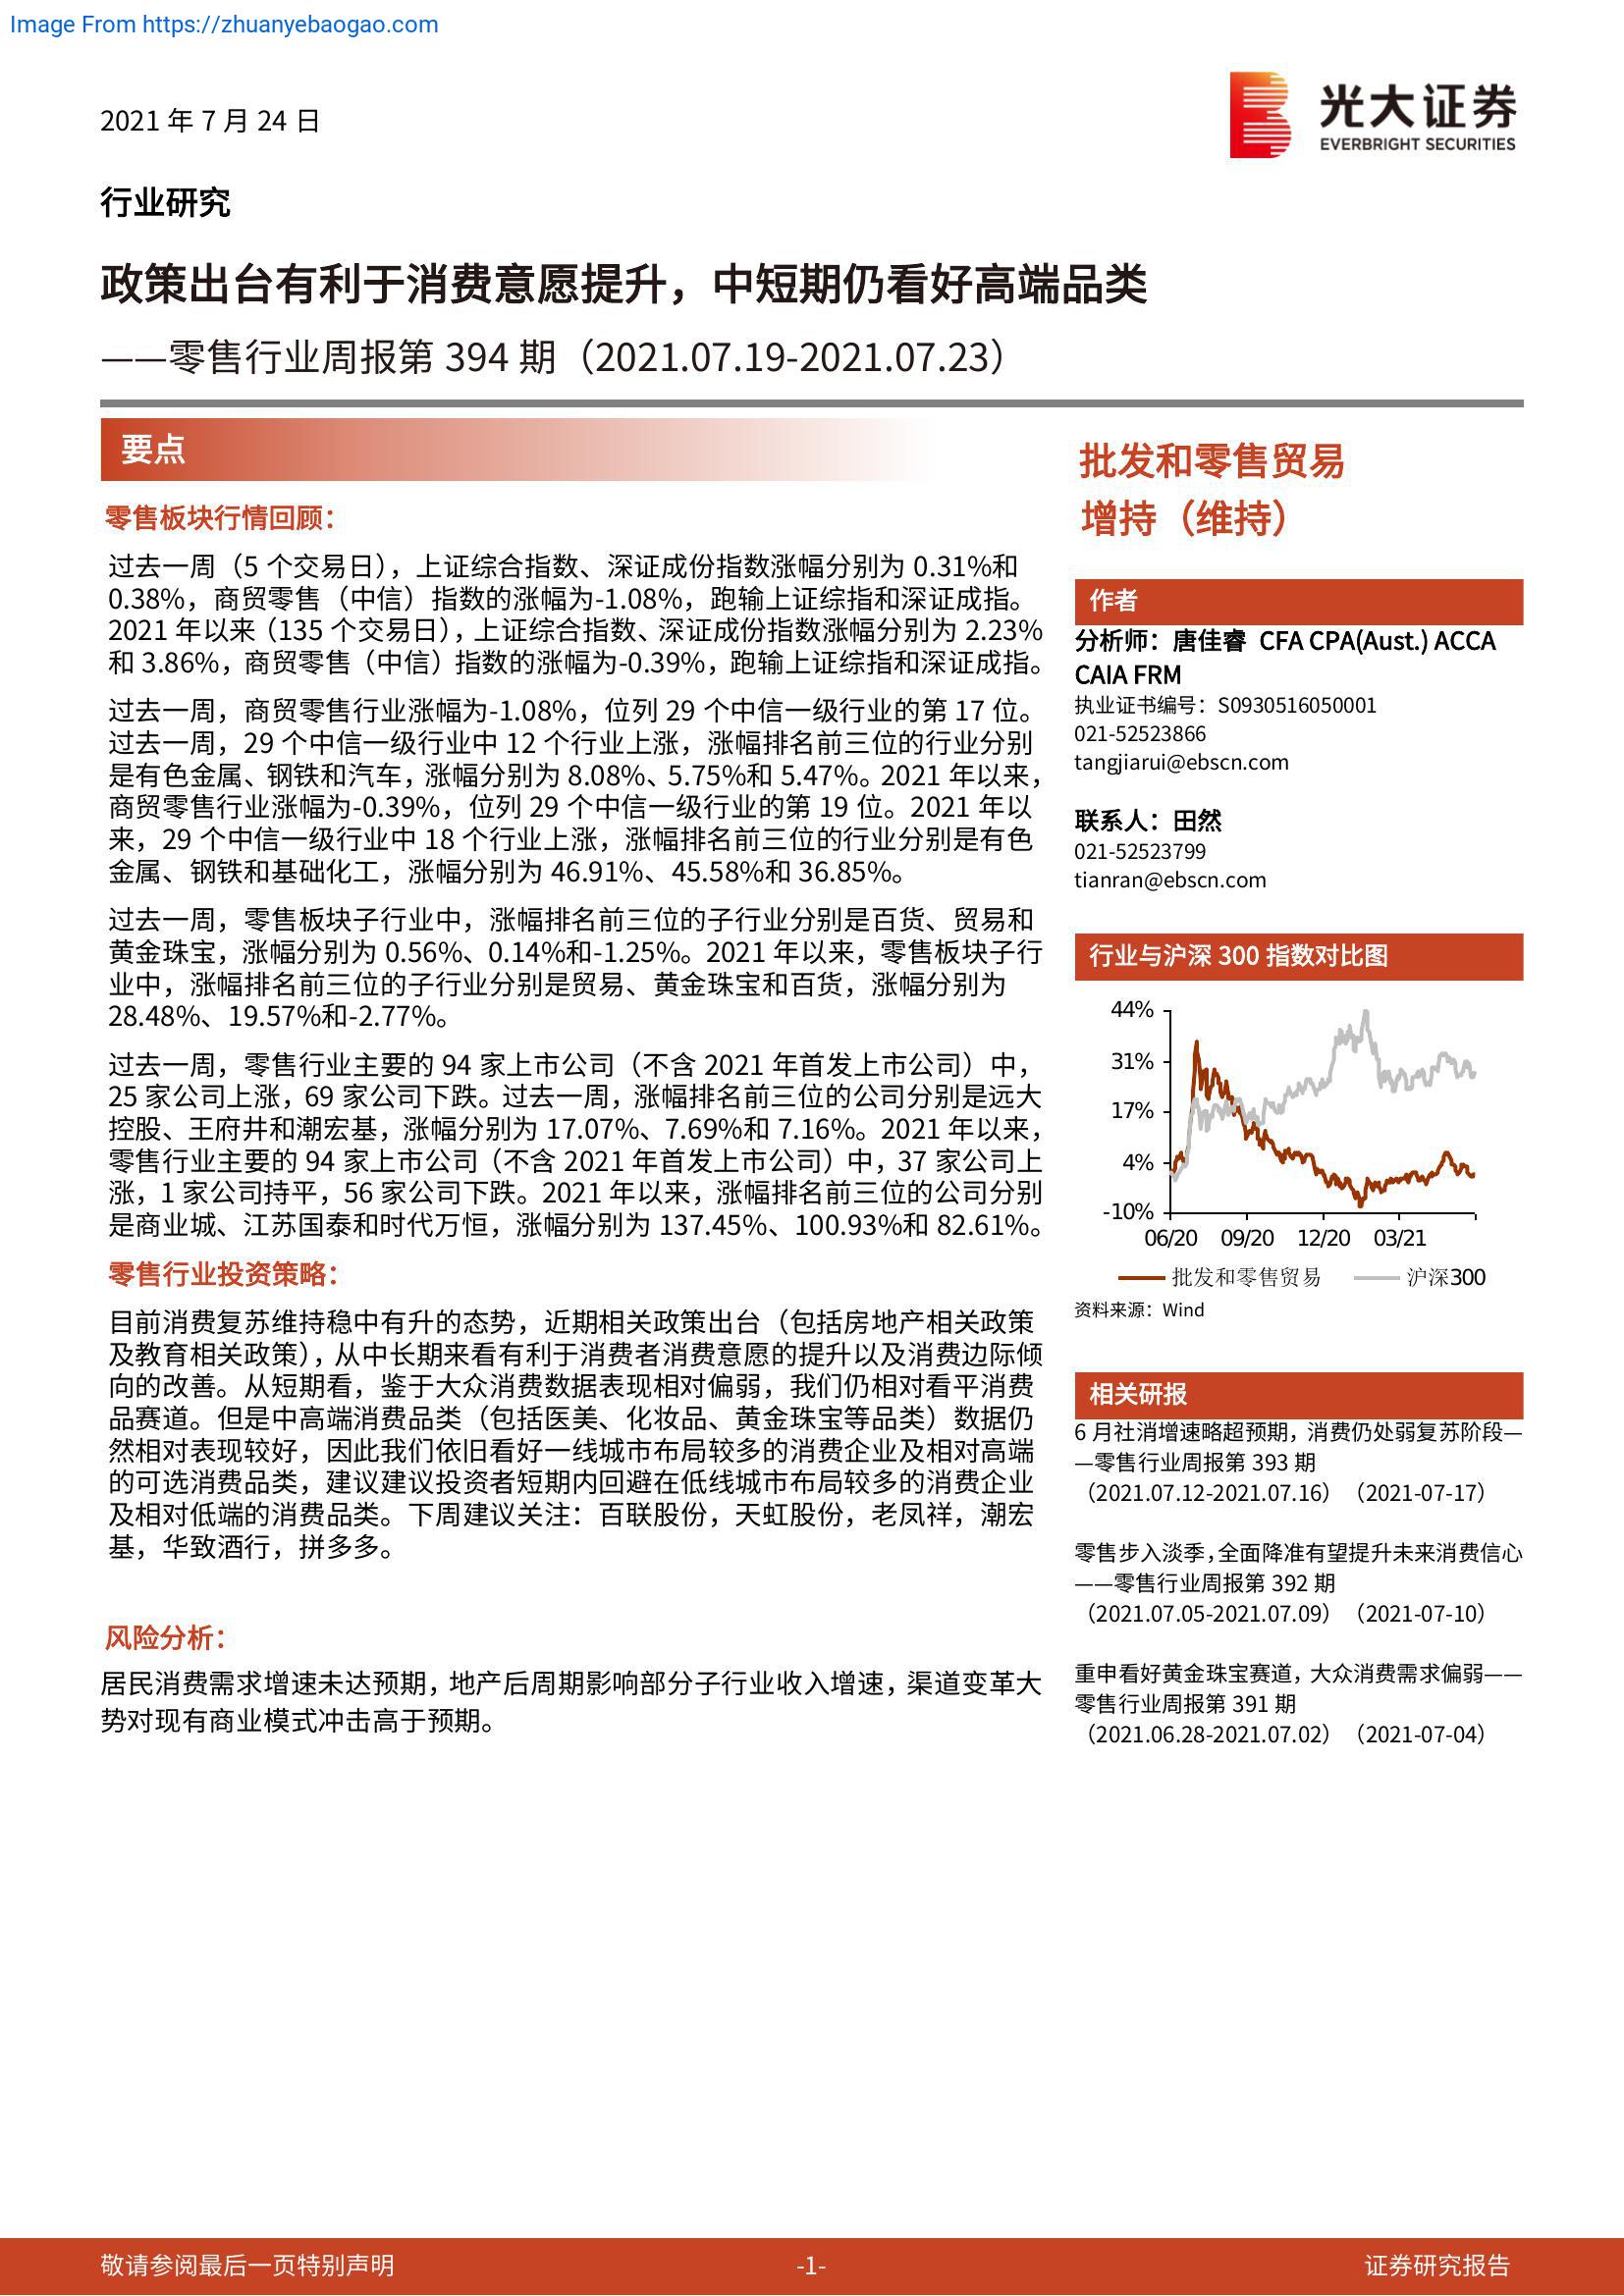 Image From https://zhuanyebaogao.com
2021 年 7 月 24 日
光大证券
EVERBRIGHT SECURITIES
行业研究
政策出台有利于消费意愿提升，中短期仍看好高端品类
——零售行业周报第 394 期（2021.07.19-2021.07.23）
要点
零售板块行情回顾：
过去一周（5 个交易日），上证综合指数、深证成份指数涨幅分别为 0.31%和
0.38%，商贸零售（中信）指数的涨幅为-1.08%，跑输上证综指和深证成指。
2021 年以来（135 个交易日），上证综合指数、深证成份指数涨幅分别为 2.23%
和 3.86%，商贸零售（中信）指数的涨幅为-0.39%，跑输上证综指和深证成指。
过去一周，商贸零售行业涨幅为-1.08%，位列 29 个中信一级行业的第 17 位。
过去一周，29 个中信一级行业中 12 个行业上涨，涨幅排名前三位的行业分别
是有色金属、钢铁和汽车，涨幅分别为 8.08%、5.75%和 5.47%。2021 年以来，
商贸零售行业涨幅为-0.39%，位列 29 个中信一级行业的第 19 位。2021 年以
来，29 个中信一级行业中 18 个行业上涨，涨幅排名前三位的行业分别是有色
金属、钢铁和基础化工，涨幅分别为 46.91%、45.58%和 36.85%。
过去一周，零售板块子行业中，涨幅排名前三位的子行业分别是百货、贸易和
黄金珠宝，涨幅分别为 0.56%、0.14%和-1.25%。2021 年以来，零售板块子行
业中，涨幅排名前三位的子行业分别是贸易、黄金珠宝和百货，涨幅分别为
28.48%、19.57%和-2.77%。
过去一周，零售行业主要的 94 家上市公司（不含 2021 年首发上市公司）中，
25 家公司上涨，69 家公司下跌。过去一周，涨幅排名前三位的公司分别是远大
控股、王府井和潮宏基，涨幅分别为 17.07%、7.69%和 7.16%。2021 年以来，
零售行业主要的 94 家上市公司（不含 2021 年首发上市公司）中，37 家公司上
涨，1 家公司持平，56 家公司下跌。2021 年以来，涨幅排名前三位的公司分别
是商业城、江苏国泰和时代万恒，涨幅分别为 137.45%、100.93%和 82.61%。
零售行业投资策略：
目前消费复苏维持稳中有升的态势，近期相关政策出台（包括房地产相关政策
及教育相关政策），从中长期来看有利于消费者消费意愿的提升以及消费边际倾
向的改善。从短期看，鉴于大众消费数据表现相对偏弱，我们仍相对看平消费
品赛道。但是中高端消费品类（包括医美、化妆品、黄金珠宝等品类）数据仍
然相对表现较好，因此我们依旧看好一线城市布局较多的消费企业及相对高端
的可选消费品类，建议建议投资者短期内回避在低线城市布局较多的消费企业
及相对低端的消费品类。下周建议关注：百联股份，天虹股份，老凤祥，潮宏
基，华致酒行，拼多多。
风险分析：
居民消费需求增速未达预期，地产后周期影响部分子行业收入增速，渠道变革大
势对现有商业模式冲击高于预期。
批发和零售贸易
增持（维持）
作者
分析师：唐佳睿 CFA CPA(Aust.) ACCA
CAIA FRM
执业证书编号：S0930516050001
021-52523866
tangjiarui@ebscn.com
联系人：田然
021-52523799
tianran@ebscn.com
行业与沪深 300 指数对比图
44%
31%
17%
4%
-10%
06/20 09/20 12/20 03/21
批发和零售贸易 沪深300
资料来源：Wind
相关研报
6 月社消增速略超预期，消费仍处弱复苏阶段—
—零售行业周报第 393 期
（2021.07.12-2021.07.16）（2021-07-17）
零售步入淡季，全面降准有望提升未来消费信心
——零售行业周报第 392 期
（2021.07.05-2021.07.09）（2021-07-10）
重申看好黄金珠宝赛道，大众消费需求偏弱——
零售行业周报第 391 期
（2021.06.28-2021.07.02）（2021-07-04）
敬请参阅最后一页特别声明
-1-
证券研究报告